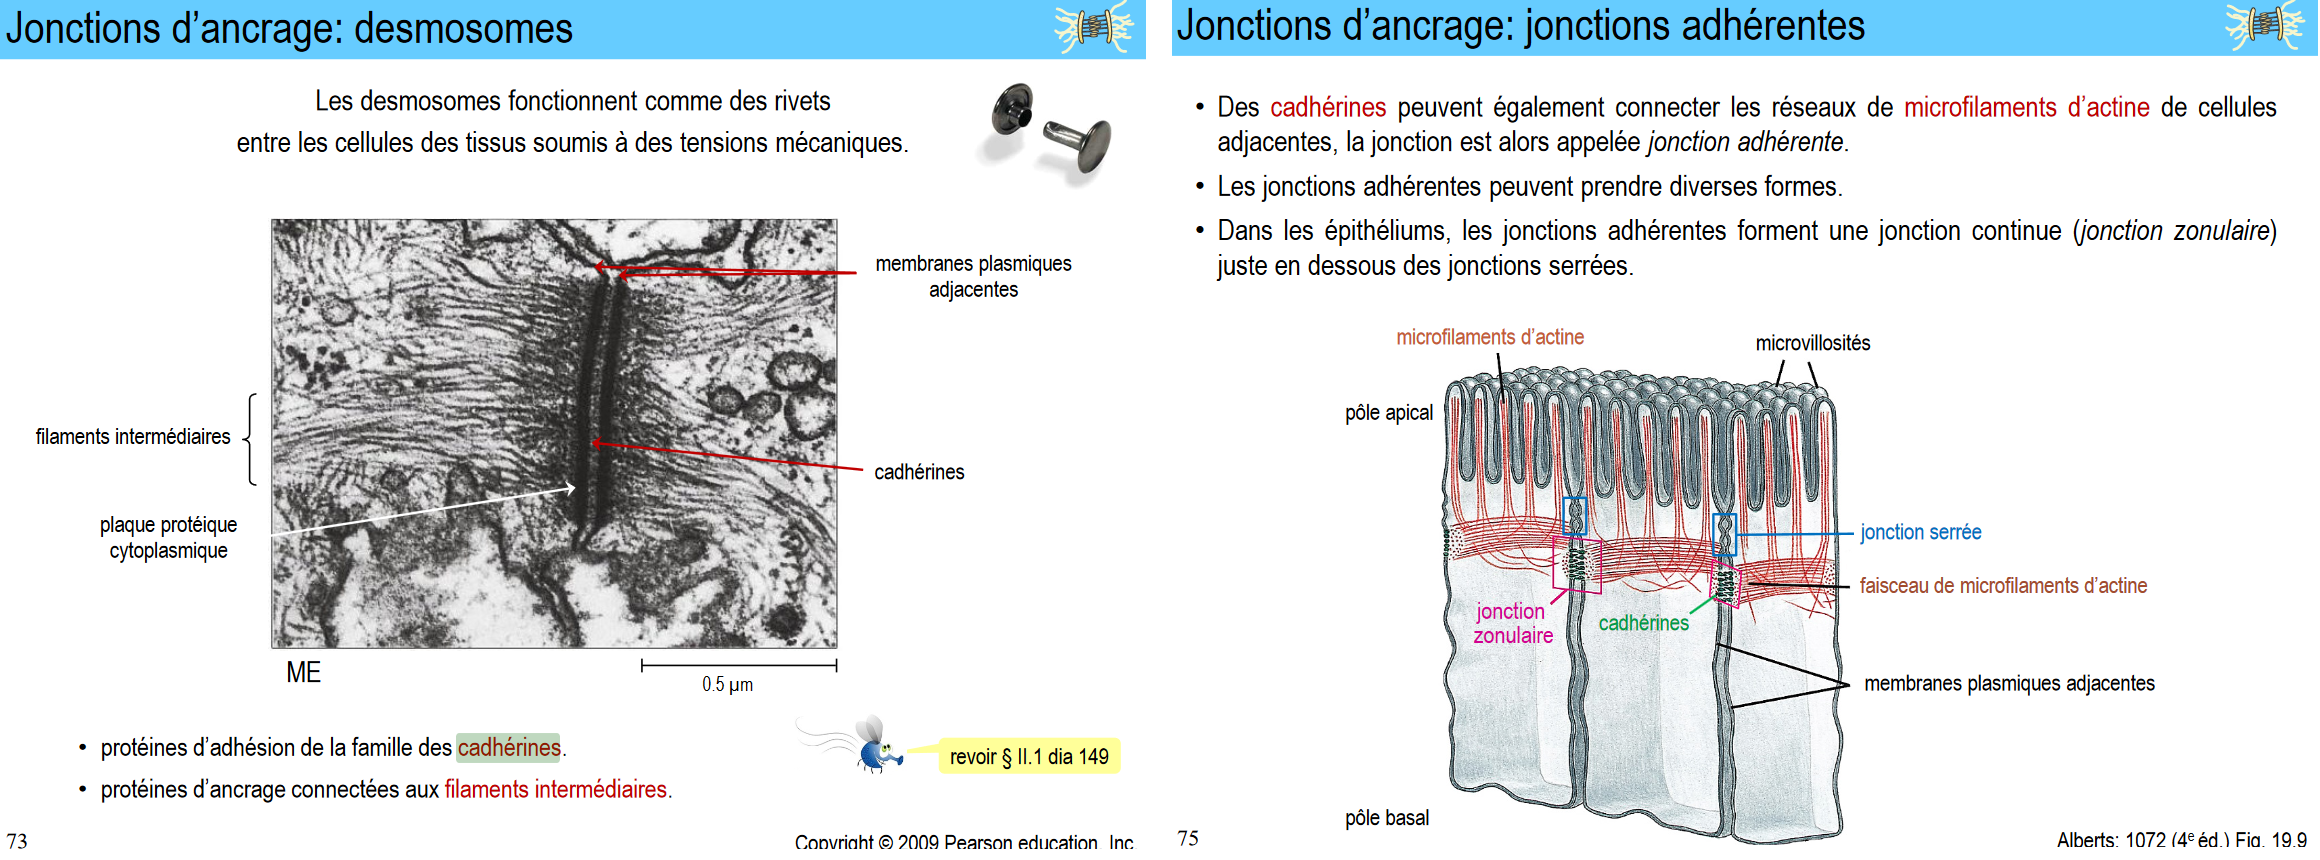 Jonctions d’ancrage: desmosomes
Les desmosomes fonctionnent comme des rivets
entre les cellules des tissus soumis à des tensions mécaniques.
membranes plasmiques
adjacentes
filaments intermédiaires
cadhérines
plaque protéique
cytoplasmique
ME
0.5 µm
• protéines d’adhésion de la famille des cadhérines.
• protéines d’ancrage connectées aux filaments intermédiaires.
revoir § II.1 dia 149
73
Copyright © 2009 Pearson education, Inc.
Jonctions d’ancrage: jonctions adhérentes
• Des cadhérines peuvent également connecter les réseaux de microfilaments d’actine de cellules
adjacentes, la jonction est alors appelée jonction adhérente.
• Les jonctions adhérentes peuvent prendre diverses formes.
• Dans les épithéliums, les jonctions adhérentes forment une jonction continue (jonction zonulaire)
juste en dessous des jonctions serrées.
microfilaments d’actine
microvillosités
pôle apical
jonction serrée
faisceau de microfilaments d’actine
jonction
zonulaire
cadhérines
membranes plasmiques adjacentes
pôle basal
75
Alberts: 1072 (4e éd.) Fig. 19.9